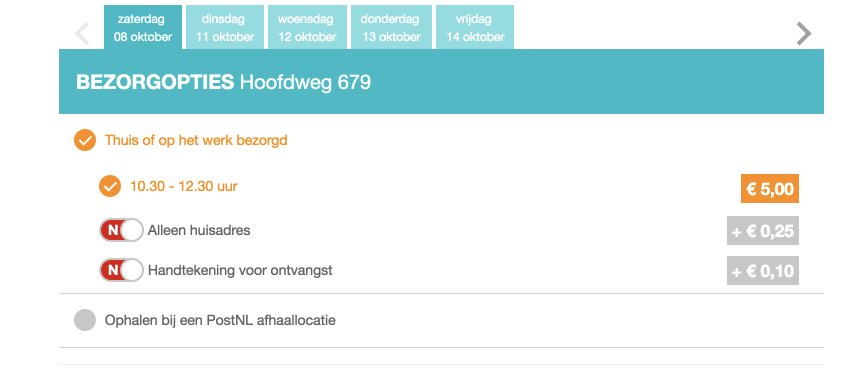 zaterdag
08 oktober
dinsdag
11 oktober
woensdag
12 oktober
donderdag
13 oktober
vrijdag
14 oktober
BEZORGOPTIES Hoofdweg 679
Thuis of op het werk bezorgd
10.30 - 12.30 uur
€ 5,00
N Alleen huisadres
+ € 0,25
N Handtekening voor ontvangst
+ € 0,10
Ophalen bij een PostNL afhaallocatie